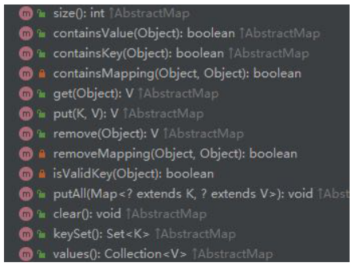 size(): int ↑AbstractMap
containsValue(Object): boolean ↑AbstractMap
containsKey(Object): boolean ↑AbstractMap
containsMapping(Object, Object): boolean
get(Object): V ↑AbstractMap
put(K, V): V ↑AbstractMap
remove(Object): V ↑AbstractMap
removeMapping(Object, Object): boolean
isValidKey(Object): boolean
putAll(Map<? extends K, ? extends V>): void ↑Abst
clear(): void ↑AbstractMap
keySet(): Set<K> ↑AbstractMap
values(): Collection<V> ↑AbstractMap